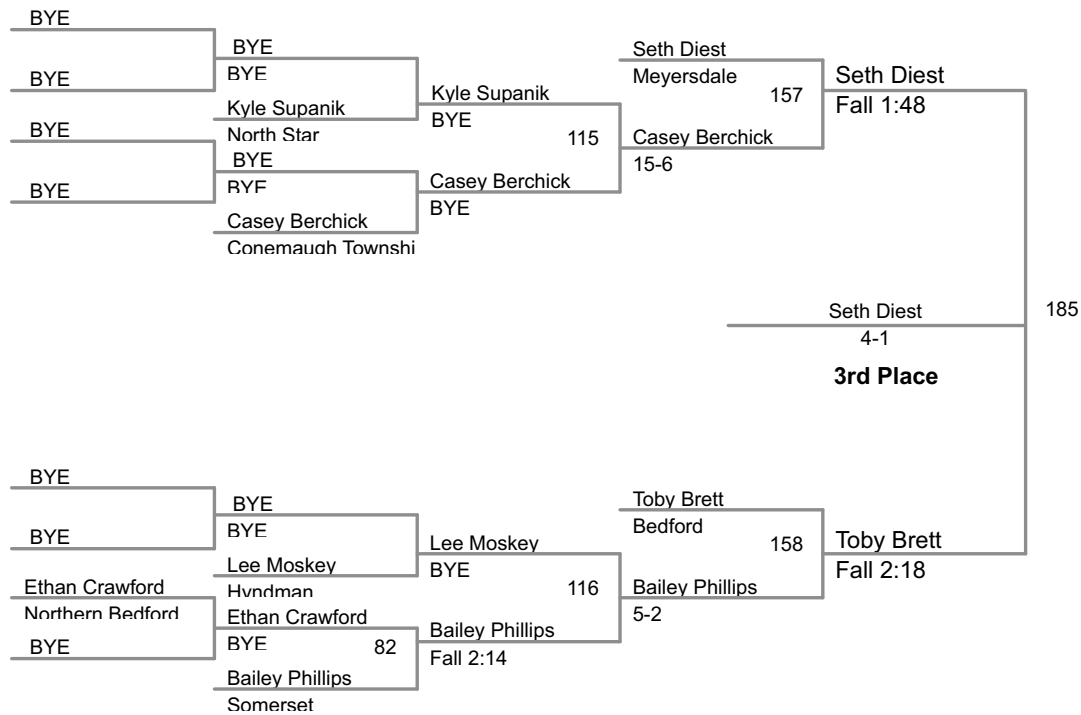 BYE
BYE
BYE
BYE
BYE
BYE
Kyle Supanik
North Star
BYE
BYE
Casey Berchick
Conemaugh Townshi
Kyle Supanik
BYE
115
Casey Berchick
BYE
Seth Diest
Meyersdale
157
Casey Berchick
15-6
Seth Diest
Fall 1:48
Seth Diest
4-1
3rd Place
185
BYE
BYE
Ethan Crawford
Northern Bedford
BYE
BYE
BYE
Lee Moskey
Hyndman
Ethan Crawford
BYE
82
Bailey Phillips
Somerset
Lee Moskey
BYE
116
Bailey Phillips
Fall 2:14
Toby Brett
Bedford
158
Bailey Phillips
5-2
Toby Brett
Fall 2:18